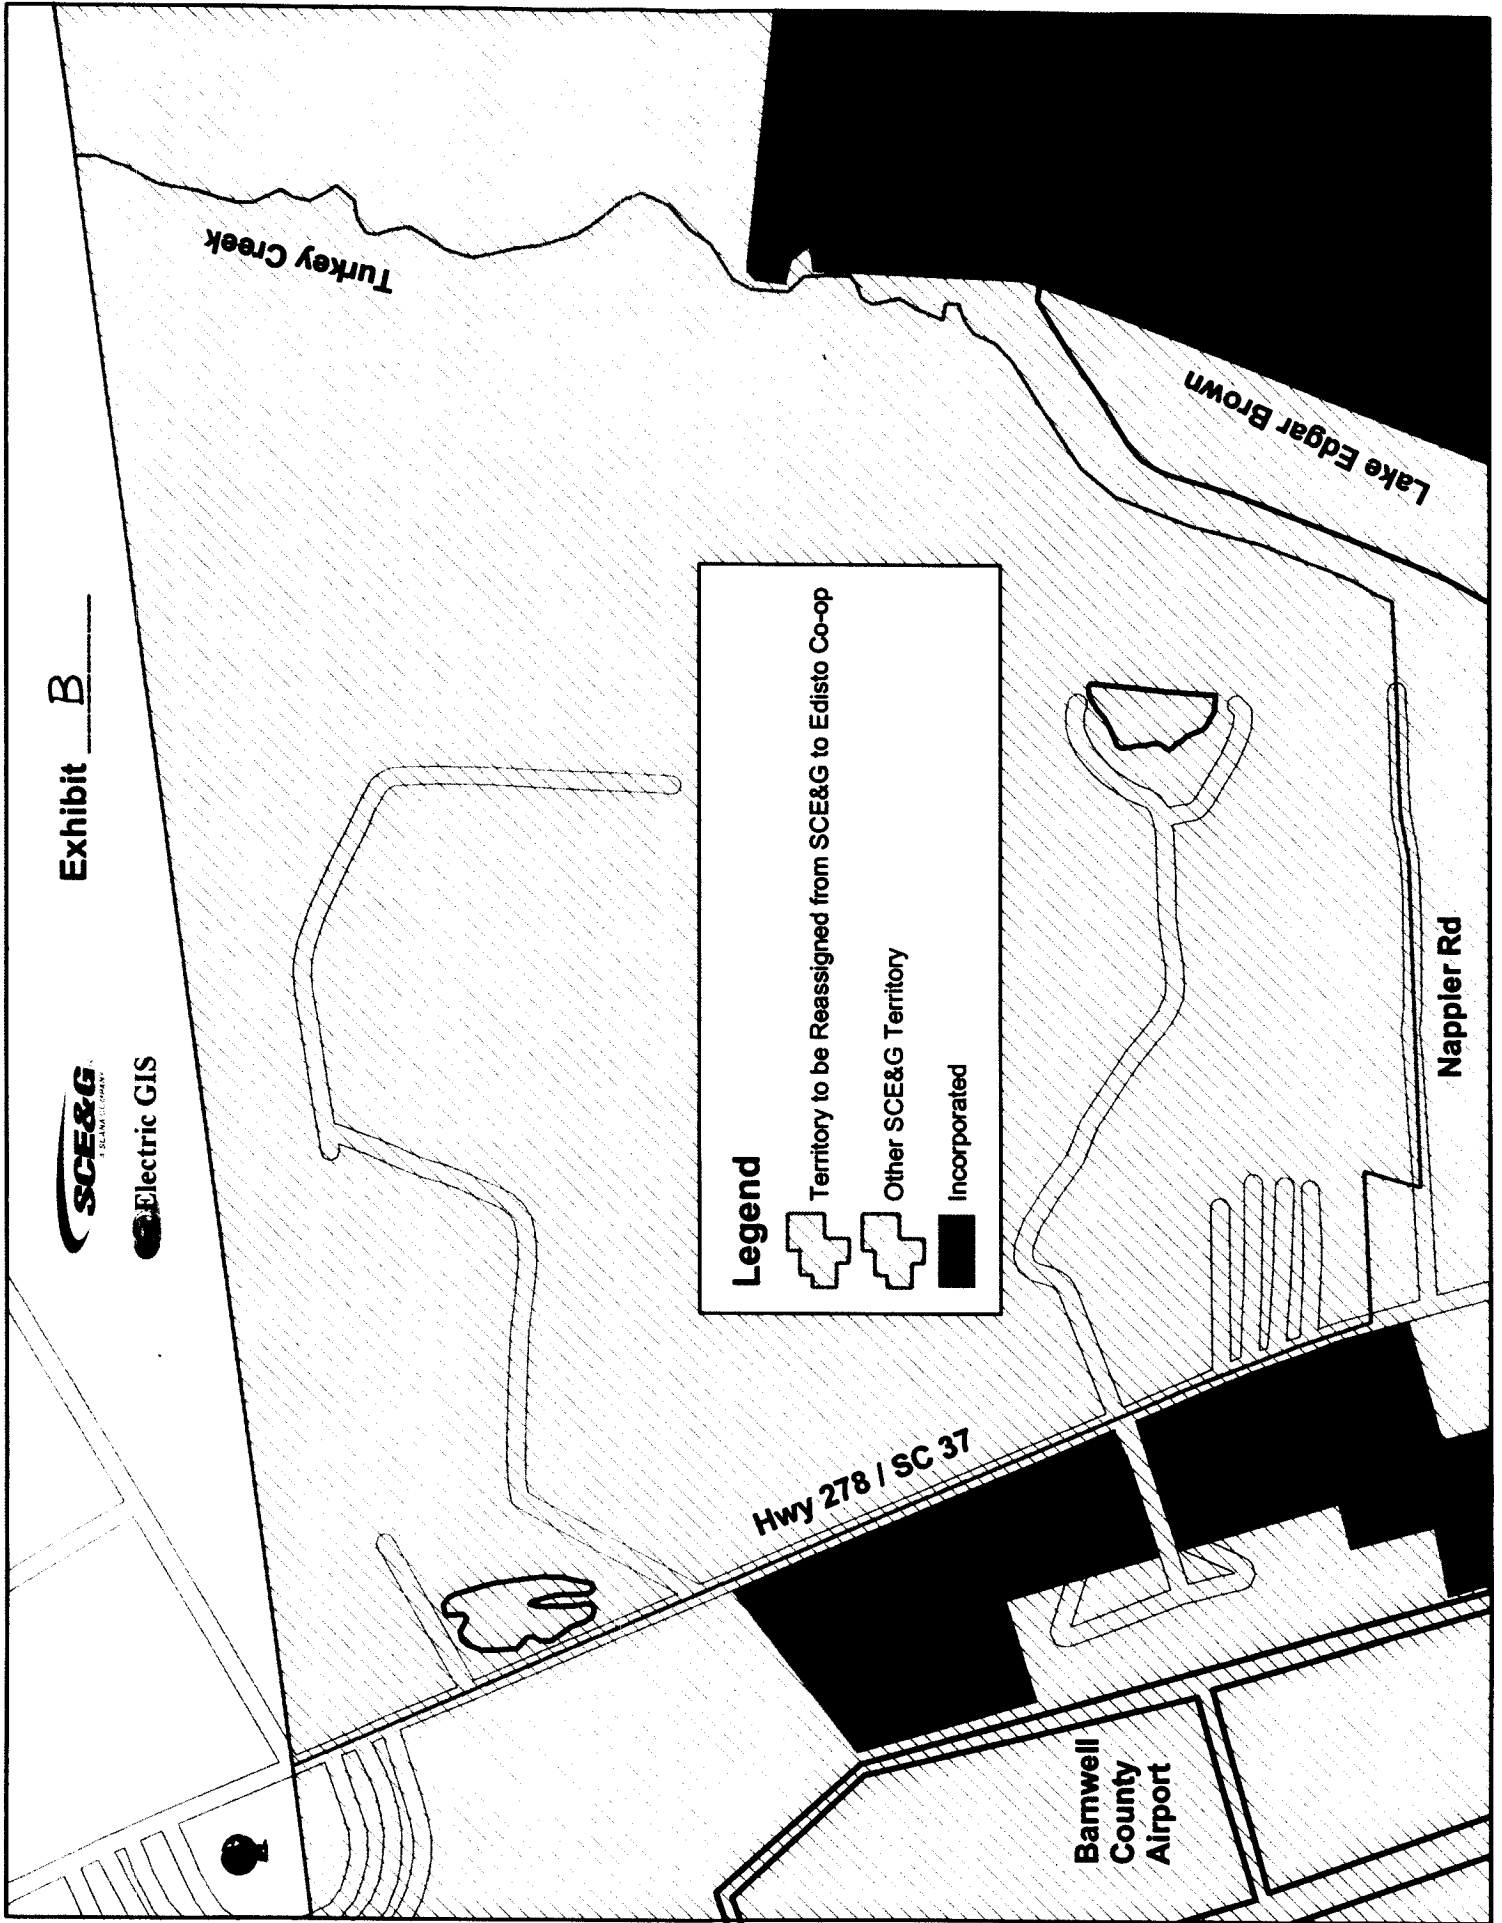 Exhibit B
SCE&G
A SCANA COMPANY
Electric GIS
Turkey Creek
Lake Edgar Brown
Legend
Territory to be Reassigned from SCE&G to Edisto Co-op
Other SCE&G Territory
Incorporated
Hwy 278 / SC 37
Nappier Rd
Barnwell
County
Airport